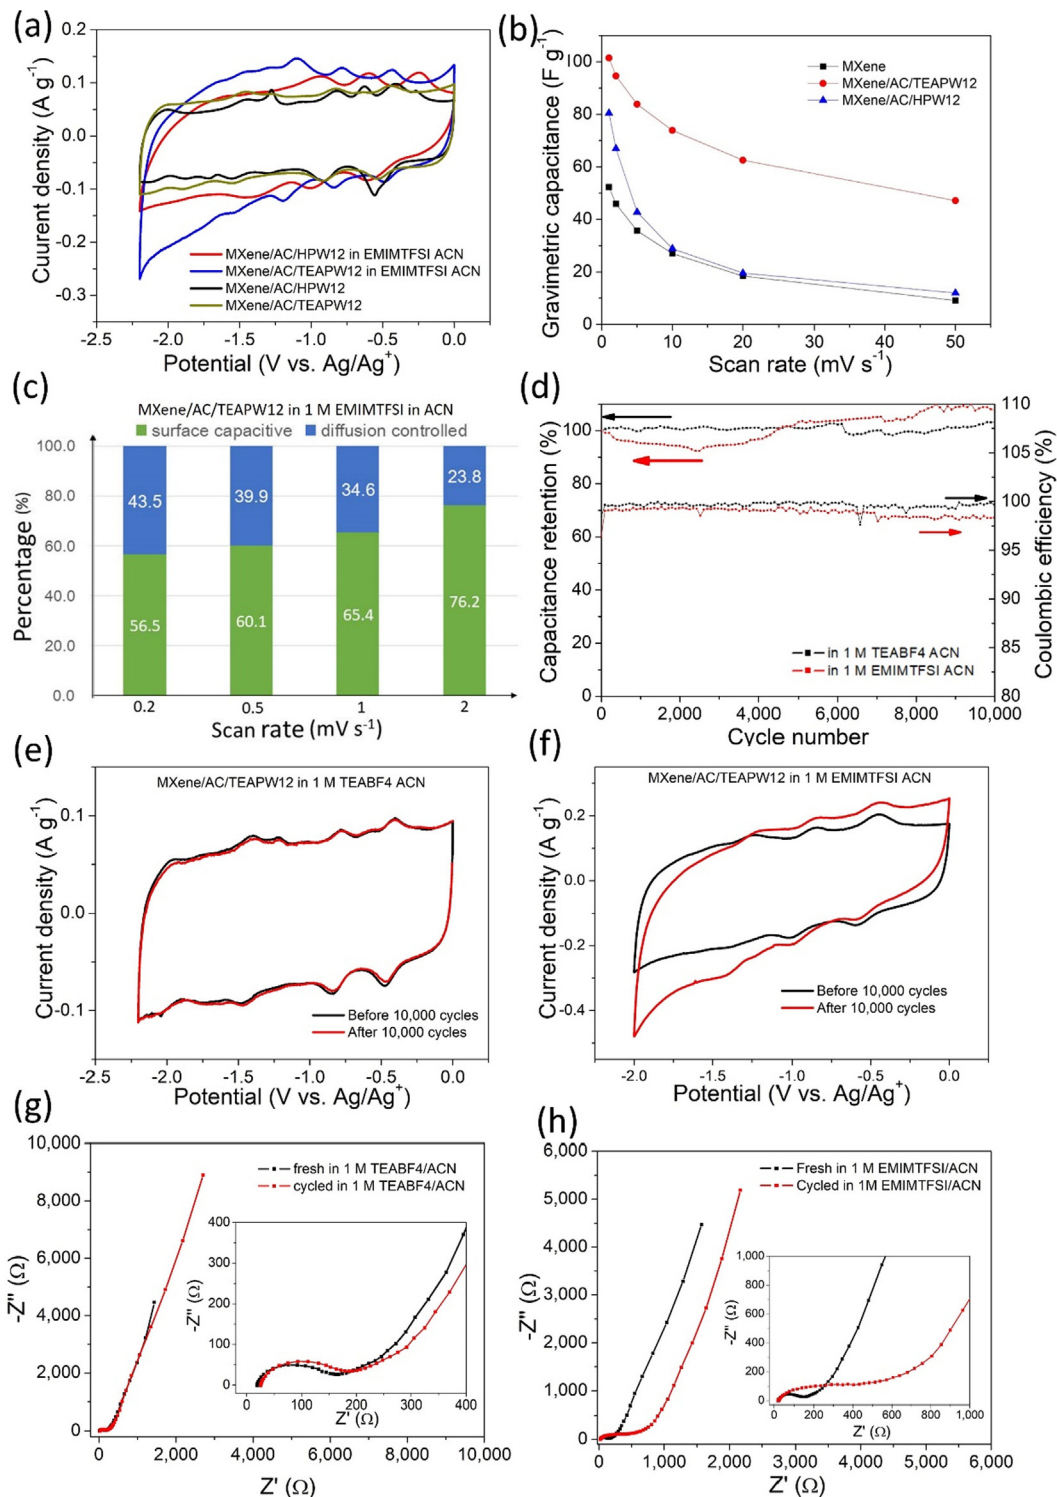 (a)
0.2
0.1
0.0
-0.1
-0.2
-0.3
Cuurent density (A g-1)
MXene/AC/HPW12 in EMIMTFSI ACN
MXene/AC/TEAPW12 in EMIMTFSI ACN
MXene/AC/HPW12
MXene/AC/TEAPW12
-2.5 -2.0 -1.5 -1.0 -0.5 0.0
Potential (V vs. Ag/Ag+)
(b)
100
80
60
40
20
0
Gravimetric capacitance (F g-1)
MXene
MXene/AC/TEAPW12
MXene/AC/HPW12
0 10 20 30 40 50
Scan rate (mV s-1)
(c)
MXene/AC/TEAPW12 in 1 M EMIMTFSI in ACN
surface capacitive diffusion controlled
100.0
80.0
60.0
40.0
20.0
0.0
Percentage (%)
43.5 39.9 34.6 23.8
56.5 60.1 65.4 76.2
0.2 0.5 1 2
Scan rate (mV s-1)
(d)
100
80
60
40
20
0
Capacitance retention (%)
110
105
100
95
90
85
80
Coulombic efficiency (%)
in 1 M TEABF4 ACN
in 1 M EMIMTFSI ACN
0 2,000 4,000 6,000 8,000 10,000
Cycle number
(e)
MXene/AC/TEAPW12 in 1 M TEABF4 ACN
0.1
0.0
-0.1
Current density (A g-1)
Before 10,000 cycles
After 10,000 cycles
-2.5 -2.0 -1.5 -1.0 -0.5 0.0
Potential (V vs. Ag/Ag+)
(f)
MXene/AC/TEAPW12 in 1 M EMIMTFSI ACN
0.2
0.0
-0.2
-0.4
Current density (A g-1)
Before 10,000 cycles
After 10,000 cycles
-2.0 -1.5 -1.0 -0.5 0.0
Potential (V vs. Ag/Ag+)
(g)
10,000
8,000
6,000
4,000
2,000
0
-Z'' (Ω)
fresh in 1 M TEABF4/ACN
cycled in 1 M TEABF4/ACN
400
300
200
100
0
-Z'' (Ω)
0 100 200 300 400
Z' (Ω)
0 2,000 4,000 6,000 8,000 10,000
Z' (Ω)
(h)
6,000
5,000
4,000
3,000
2,000
1,000
0
-Z'' (Ω)
Fresh in 1 M EMIMTFSI/ACN
Cycled in 1M EMIMTFSI/ACN
1,000
800
600
400
200
0
-Z'' (Ω)
0 200 400 600 800 1,000
Z' (Ω)
0 1,000 2,000 3,000 4,000 5,000 6,000
Z' (Ω)